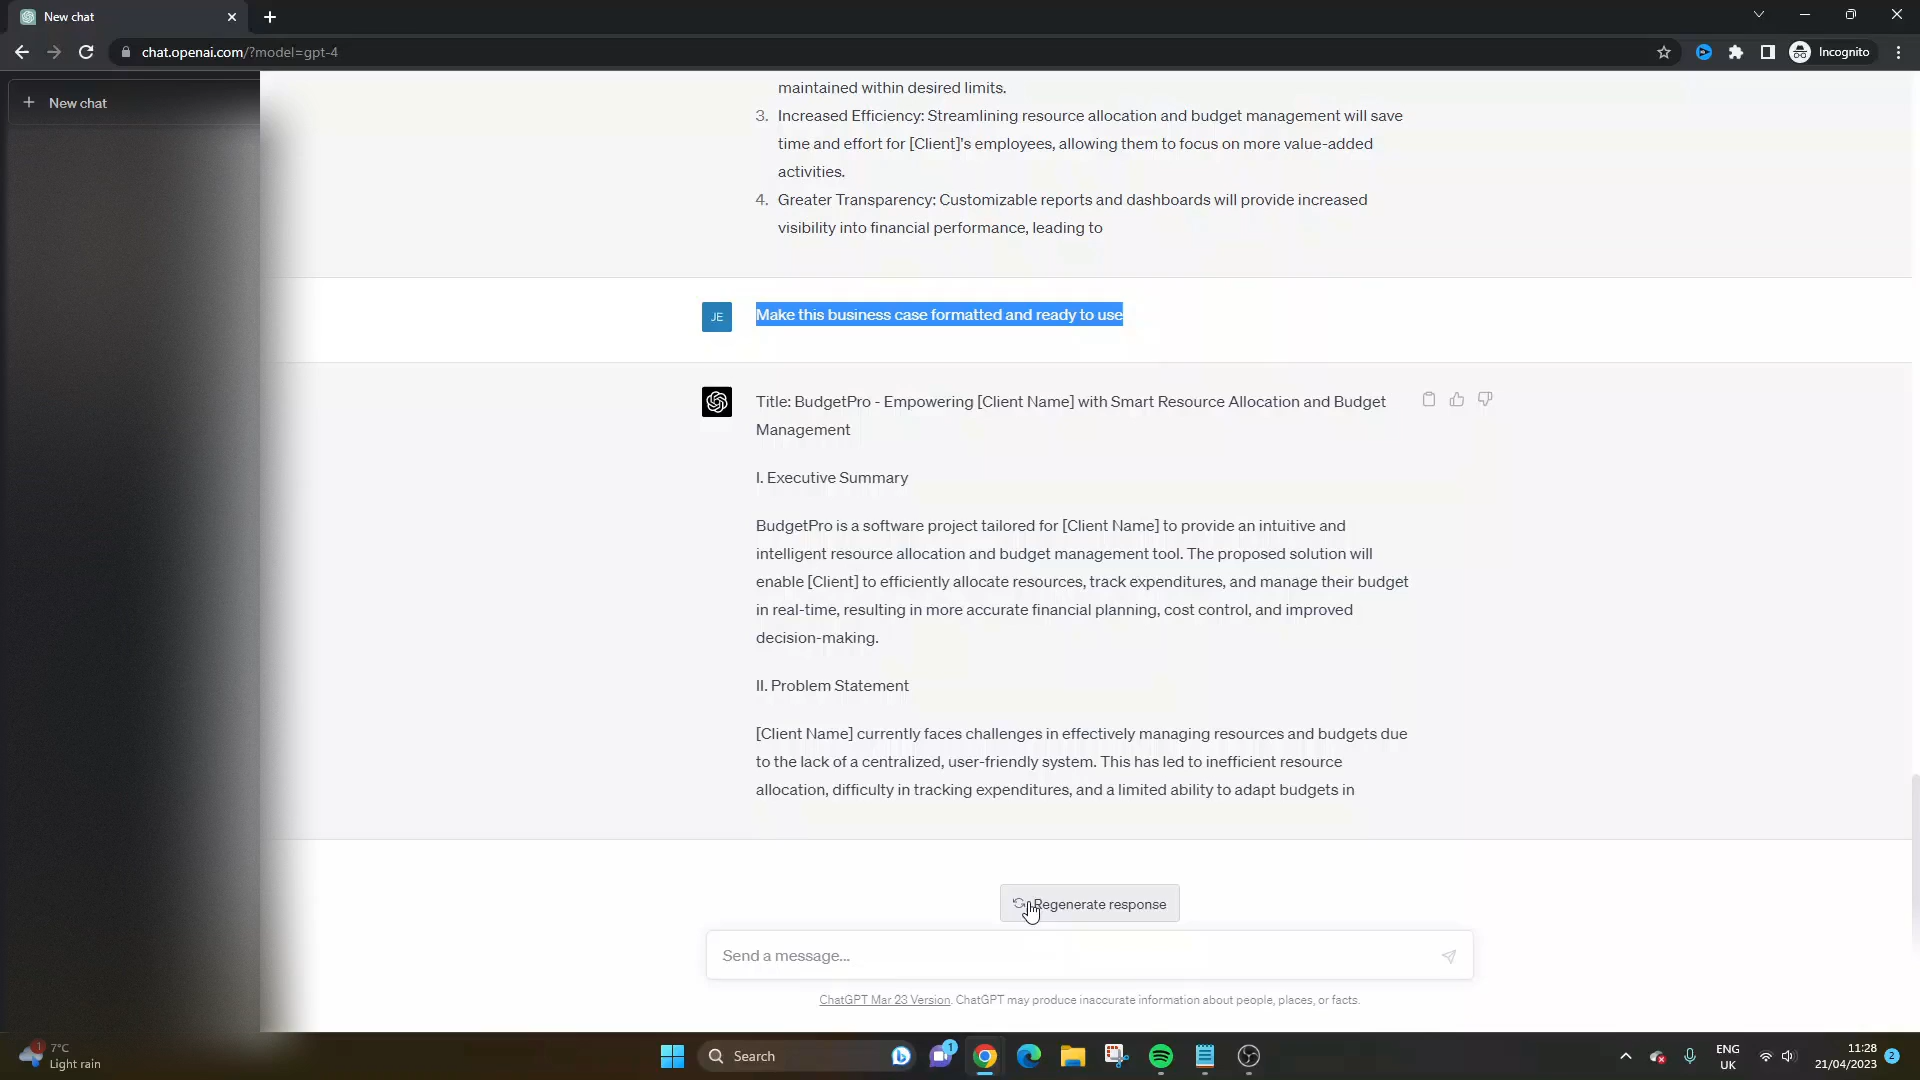 New chat
chat.openai.com/?model=gpt-4
Incognito
New chat
maintained within desired limits.
3. Increased Efficiency: Streamlining resource allocation and budget management will save
time and effort for [Client]'s employees, allowing them to focus on more value-added
activities.
4. Greater Transparency: Customizable reports and dashboards will provide increased
visibility into financial performance, leading to
JE
Make this business case formatted and ready to use
Title: BudgetPro - Empowering [Client Name] with Smart Resource Allocation and Budget
Management
I. Executive Summary
BudgetPro is a software project tailored for [Client Name] to provide an intuitive and
intelligent resource allocation and budget management tool. The proposed solution will
enable [Client] to efficiently allocate resources, track expenditures, and manage their budget
in real-time, resulting in more accurate financial planning, cost control, and improved
decision-making.
II. Problem Statement
[Client Name] currently faces challenges in effectively managing resources and budgets due
to the lack of a centralized, user-friendly system. This has led to inefficient resource
allocation, difficulty in tracking expenditures, and a limited ability to adapt budgets in
Regenerate response
Send a message...
ChatGPT Mar 23 Version. ChatGPT may produce inaccurate information about people, places, or facts.
1
7°C
Light rain
Search
1
ENG
UK
11:28
21/04/2023
2